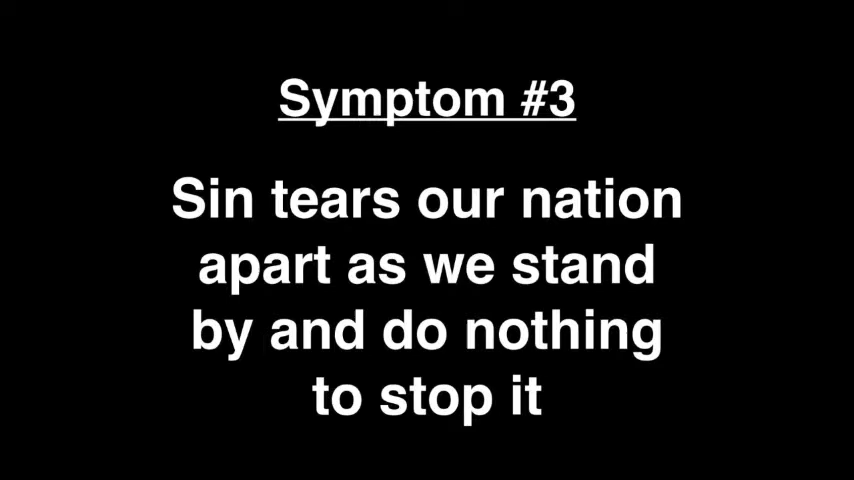 Symptom #3
Sin tears our nation
apart as we stand
by and do nothing
to stop it